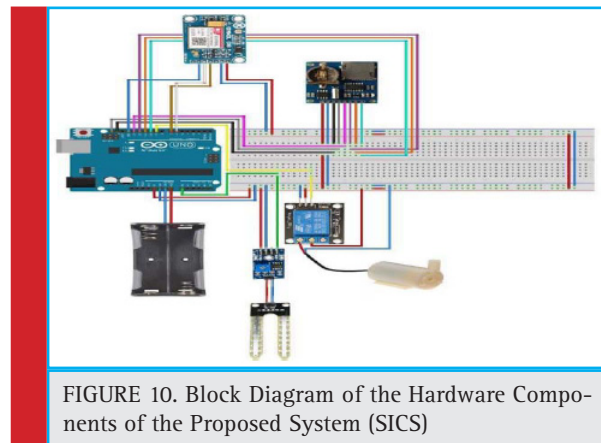 UNO
FIGURE 10. Block Diagram of the Hardware Compo-
nents of the Proposed System (SICS)